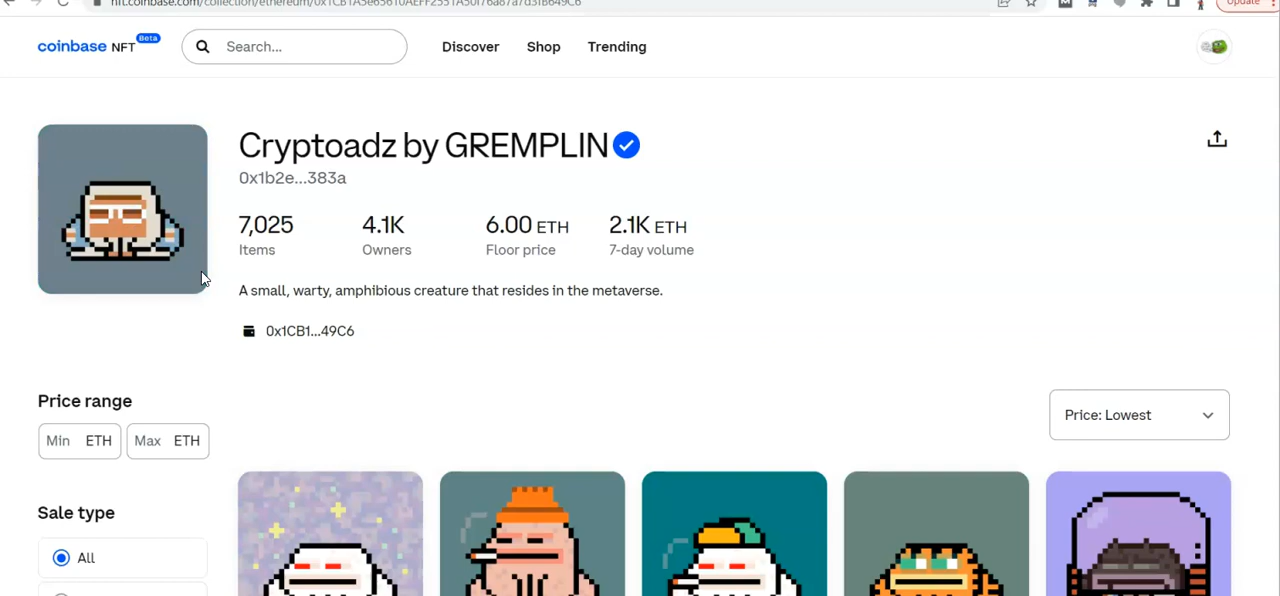 Update
coinbase NFT Beta
Search...
Discover
Shop
Trending
Cryptoadz by GREMPLIN
0x1b2e...383a
7,025
Items
4.1K
Owners
6.00 ETH
Floor price
2.1K ETH
7-day volume
A small, warty, amphibious creature that resides in the metaverse.
0x1CB1...49C6
Price range
Min ETH
Max ETH
Price: Lowest
Sale type
All